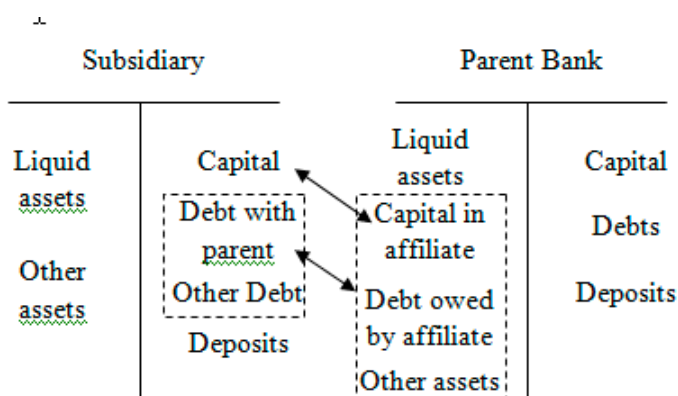 Subsidiary
Liquid
assets
Other
assets
Capital
Debt with
parent
Other Debt
Deposits
Parent Bank
Liquid
assets
Capital in
affiliate
Debt owed
by affiliate
Other assets
Capital
Debts
Deposits